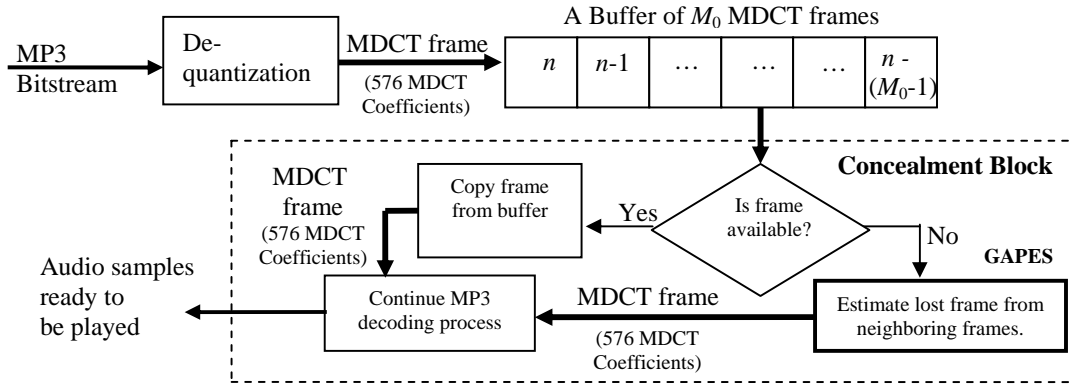 A Buffer of M0 MDCT frames
MP3
Bitstream
De-
quantization
MDCT frame
(576 MDCT
Coefficients)
n
n-1
…
…
…
n -
(M0-1)
Concealment Block
MDCT
frame
(576 MDCT
Coefficients)
Copy frame
from buffer
Yes
Is frame
available?
No
GAPES
Audio samples
ready to
be played
Continue MP3
decoding process
MDCT frame
(576 MDCT
Coefficients)
Estimate lost frame from
neighboring frames.